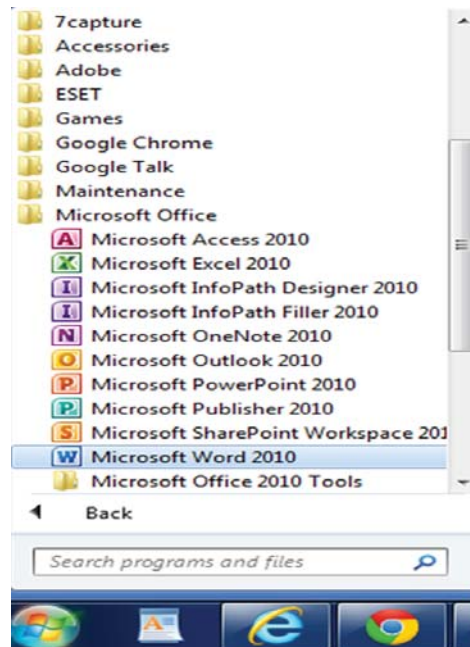 7capture
Accessories
Adobe
ESET
Games
Google Chrome
Google Talk
Maintenance
Microsoft Office
A Microsoft Access 2010
X Microsoft Excel 2010
I Microsoft InfoPath Designer 2010
I Microsoft InfoPath Filler 2010
N Microsoft OneNote 2010
O Microsoft Outlook 2010
P Microsoft PowerPoint 2010
P Microsoft Publisher 2010
S Microsoft SharePoint Workspace 201
W Microsoft Word 2010
Microsoft Office 2010 Tools
Back
Search programs and files
A